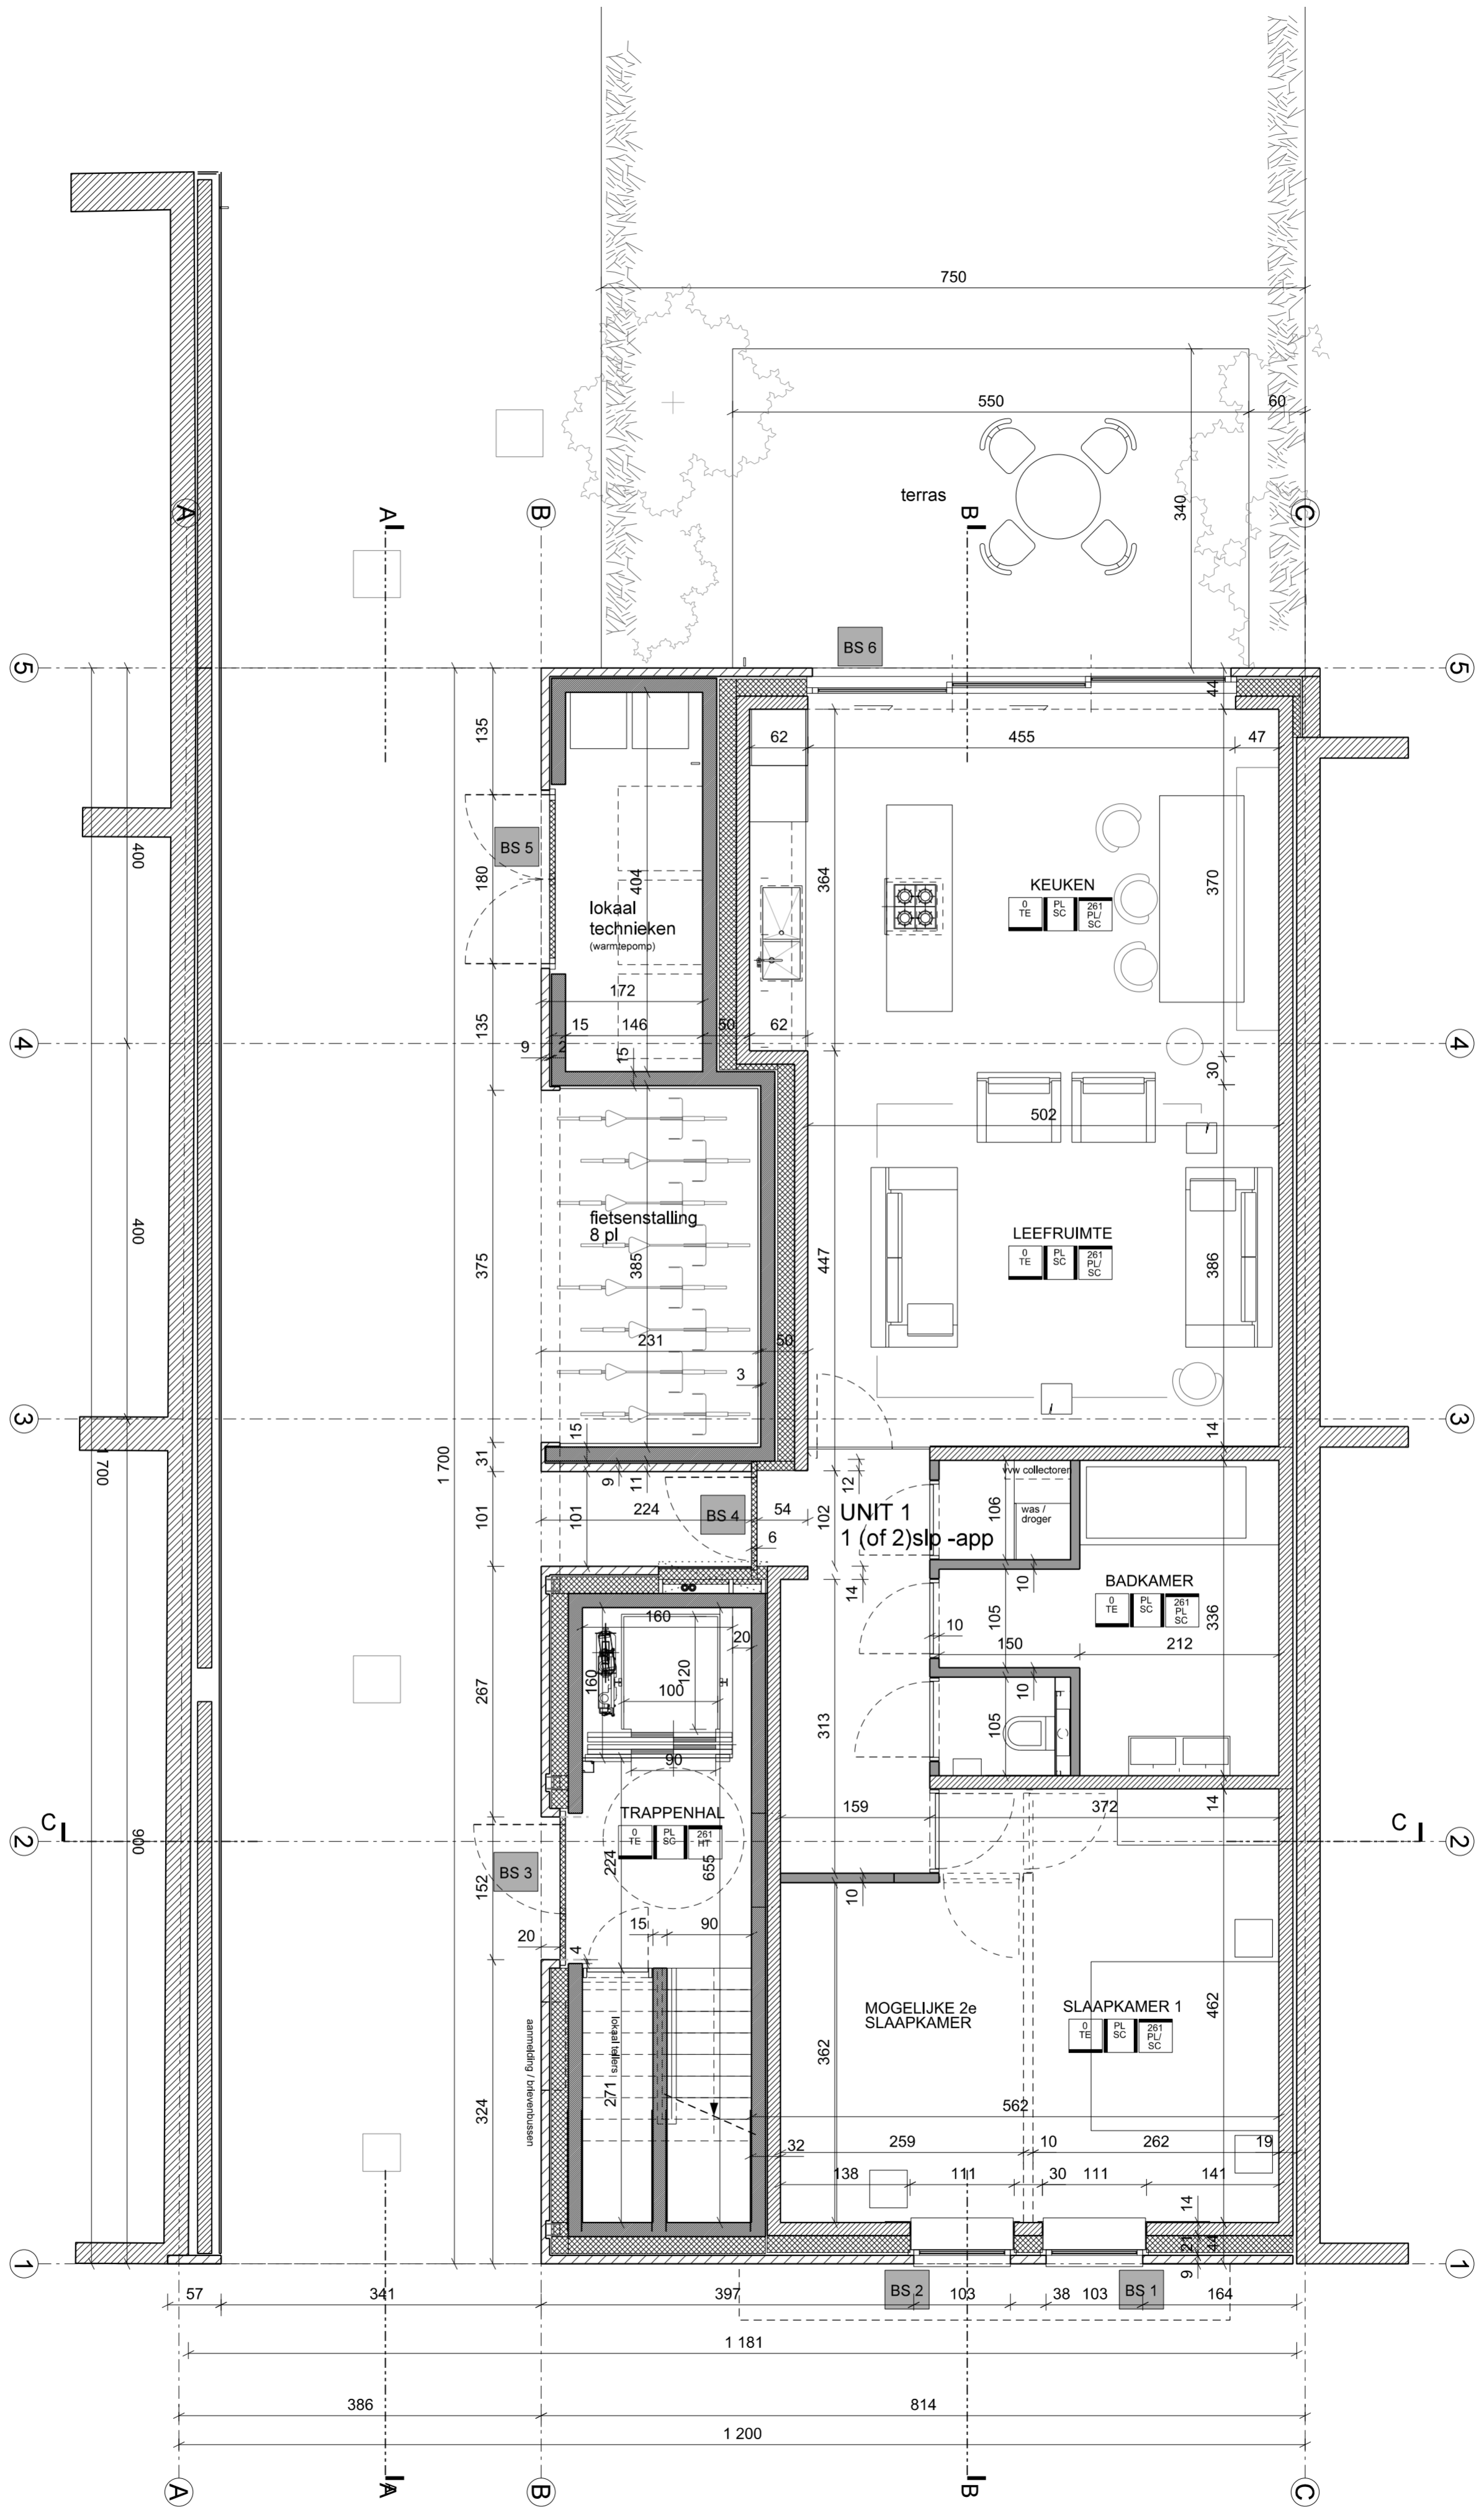 750
550
60
340
terras
A
A
B
B
C
5
BS 6
5
44
135
62
455
47
BS 5
180
400
404
364
370
KEUKEN
0
TE
PL
SC
261
PL/
SC
lokaal
technieken
(warmtepomp)
172
135
15
146
50
62
9
2
15
4
4
30
502
fietsenstalling
8 pl
400
375
385
447
LEEFRUIMTE
0
TE
PL
SC
261
PL/
SC
386
231
50
3
3
3
15
14
31
1 700
1 700
9
11
12
vvw collectoren
101
101
224
BS 4
54
102
UNIT 1
1 (of 2)slp -app
106
was /
droger
6
14
10
BADKAMER
0
TE
PL
SC
261
PL
SC
160
20
105
10
150
212
336
160
120
100
267
10
105
313
90
TRAPPENHAL
0
TE
PL
SC
261
HT
159
372
14
C
C
2
2
900
BS 3
224
655
152
10
15
90
20
4
MOGELIJKE 2e
SLAAPKAMER
SLAAPKAMER 1
0
TE
PL
SC
261
PL/
SC
462
aanmelding / brievenbussen
lokaal tellers
324
271
362
562
32
259
10
262
19
138
111
30
111
141
14
21
44
9
1
1
57
341
397
BS 2
103
38
103
BS 1
164
1 181
386
814
1 200
A
A
B
B
C